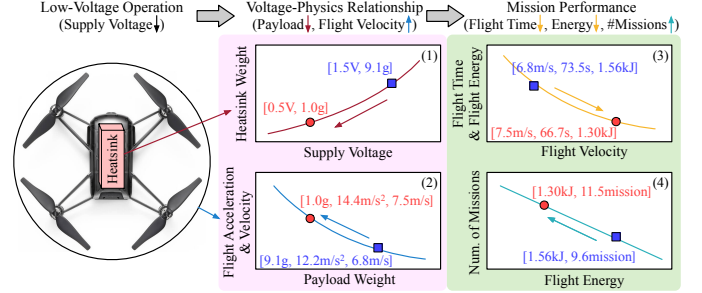 Low-Voltage Operation
(Supply Voltage↓)
Voltage-Physics Relationship
(Payload↓, Flight Velocity↑)
Mission Performance
(Flight Time↓, Energy↓, #Missions↑)
Heatsink
(1)
Heatsink Weight
[1.5V, 9.1g]
[0.5V, 1.0g]
Supply Voltage
(2)
Flight Acceleration
& Velocity
[1.0g, 14.4m/s², 7.5m/s]
[9.1g, 12.2m/s², 6.8m/s]
Payload Weight
(3)
Flight Time
& Flight Energy
[6.8m/s, 73.5s, 1.56kJ]
[7.5m/s, 66.7s, 1.30kJ]
Flight Velocity
(4)
Num. of Missions
[1.30kJ, 11.5mission]
[1.56kJ, 9.6mission]
Flight Energy